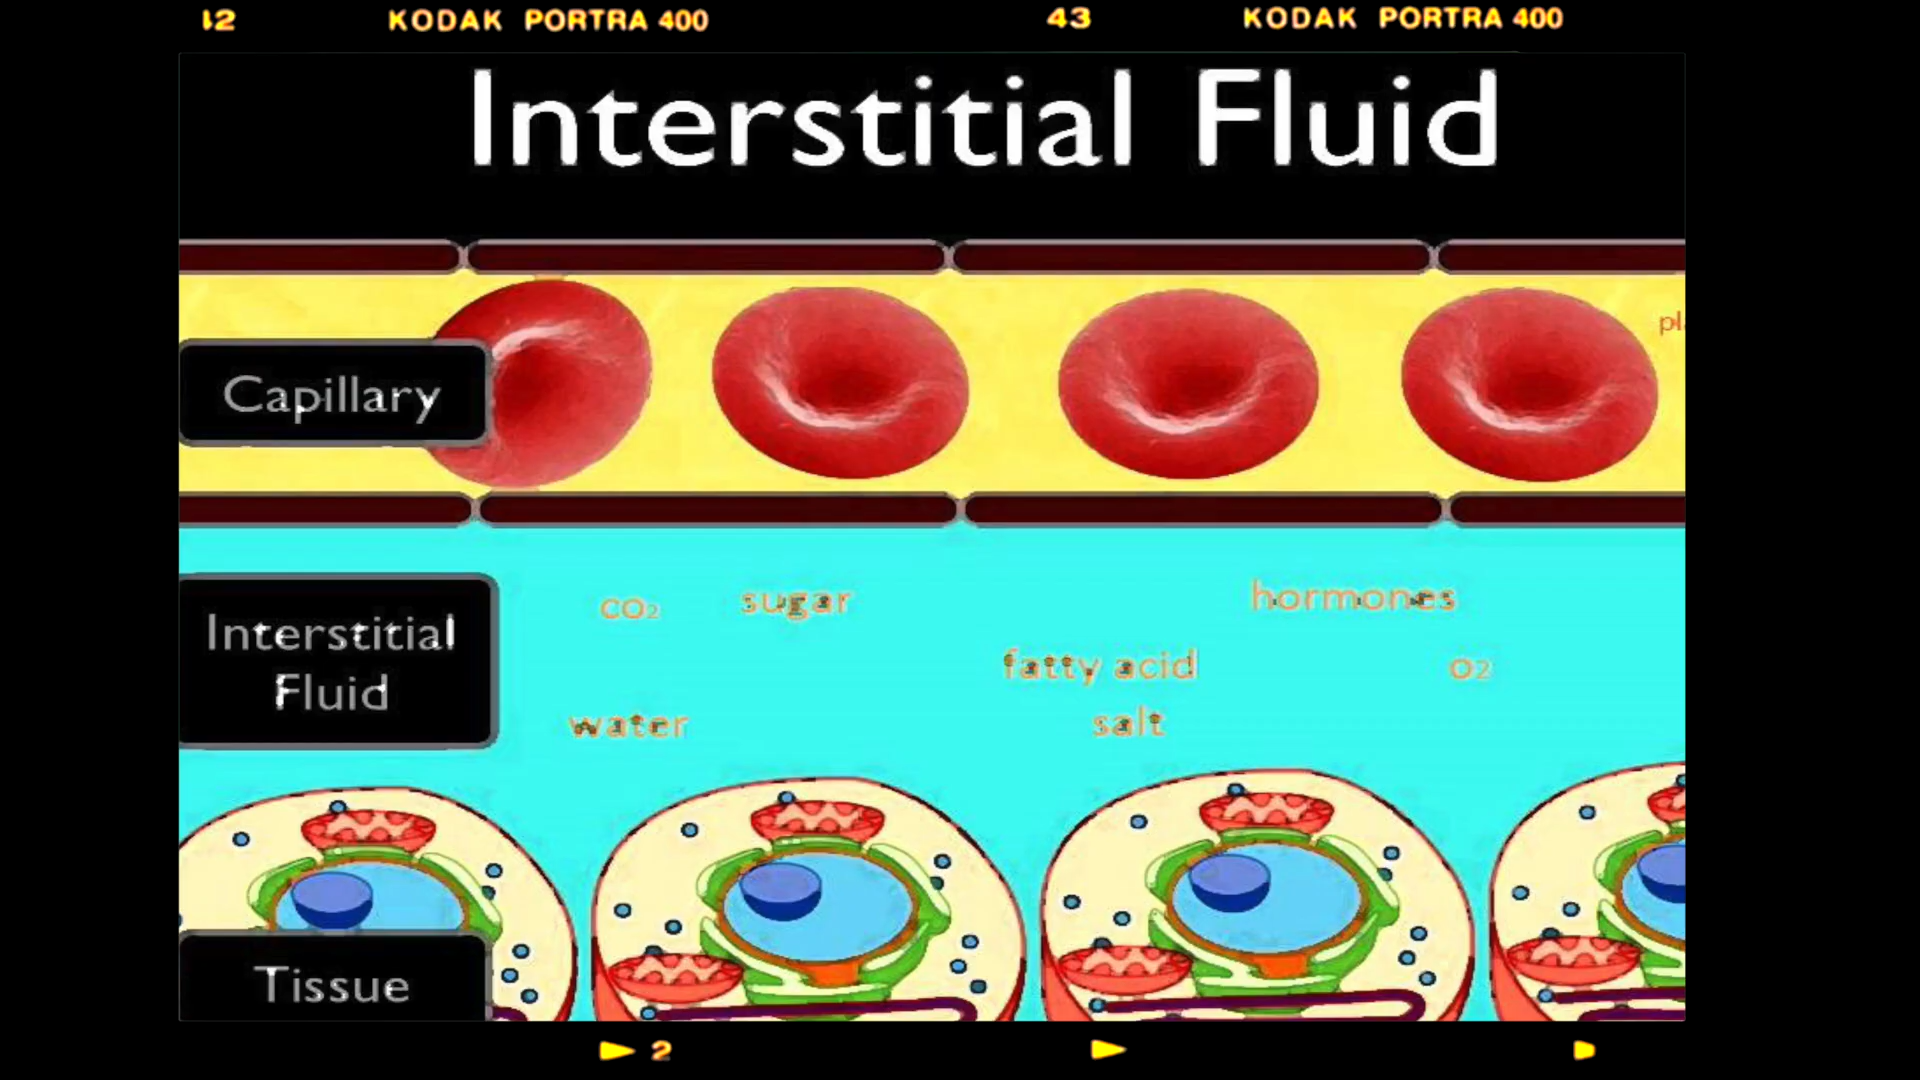 KODAK PORTRA 400 43 KODAK PORTRA 400
Interstitial Fluid
Capillary
Interstitial
Fluid
CO2 sugar hormones
fatty acid O2
water salt
Tissue
2